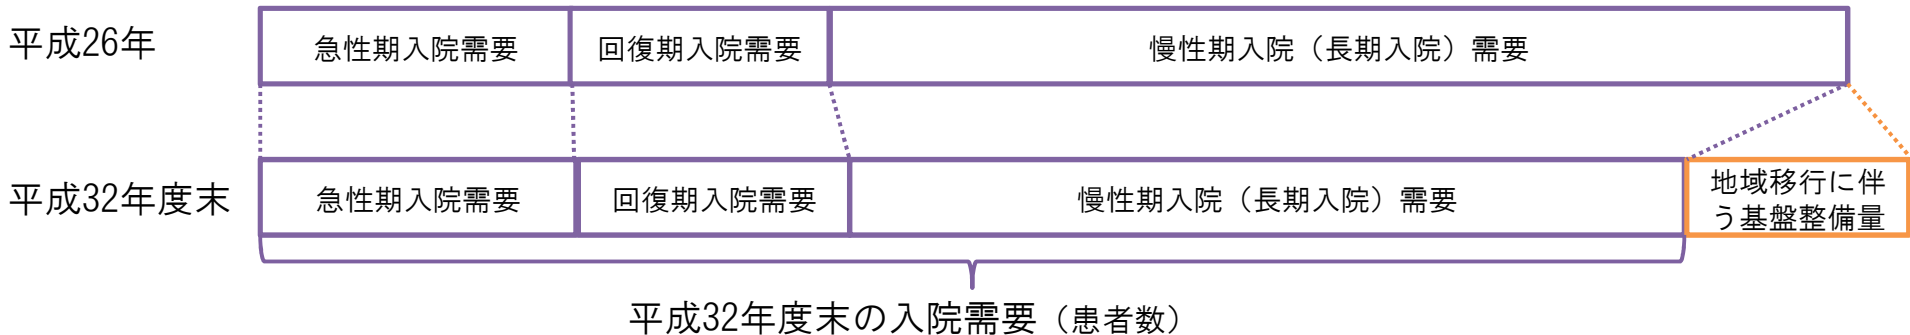 平成26年
急性期入院需要
回復期入院需要
慢性期入院（長期入院）需要
平成32年度末
急性期入院需要
回復期入院需要
慢性期入院（長期入院）需要
地域移行に伴
う基盤整備量
平成32年度末の入院需要（患者数）